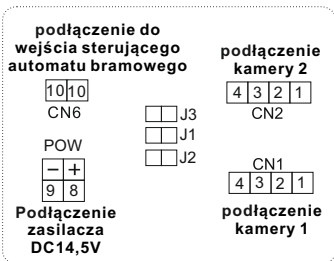 podłączenie do
wejścia sterującego
automatu bramowego
10 10
CN6
POW
− +
9 8
Podłączenie
zasilacza
DC14,5V
J3
J1
J2
podłączenie
kamery 2
4 3 2 1
CN2
CN1
4 3 2 1
podłączenie
kamery 1